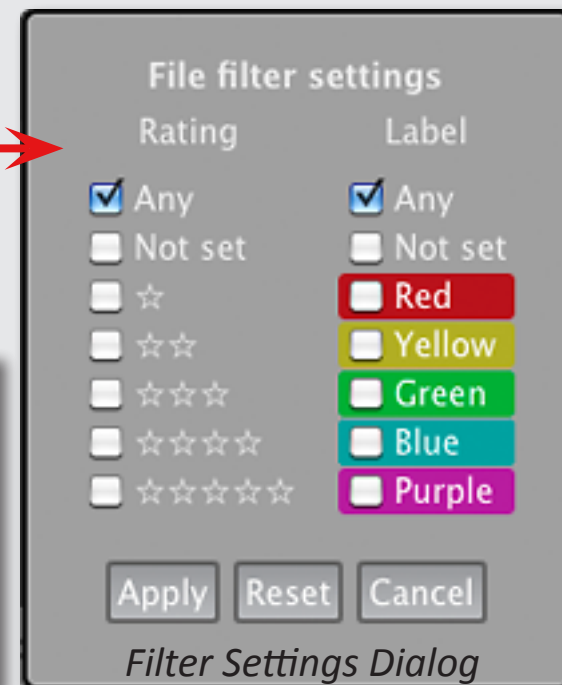 File filter settings
Rating Label
Any Any
Not set Not set
☆ Red
☆☆ Yellow
☆☆☆ Green
☆☆☆☆ Blue
☆☆☆☆☆ Purple
Apply Reset Cancel
Filter Settings Dialog